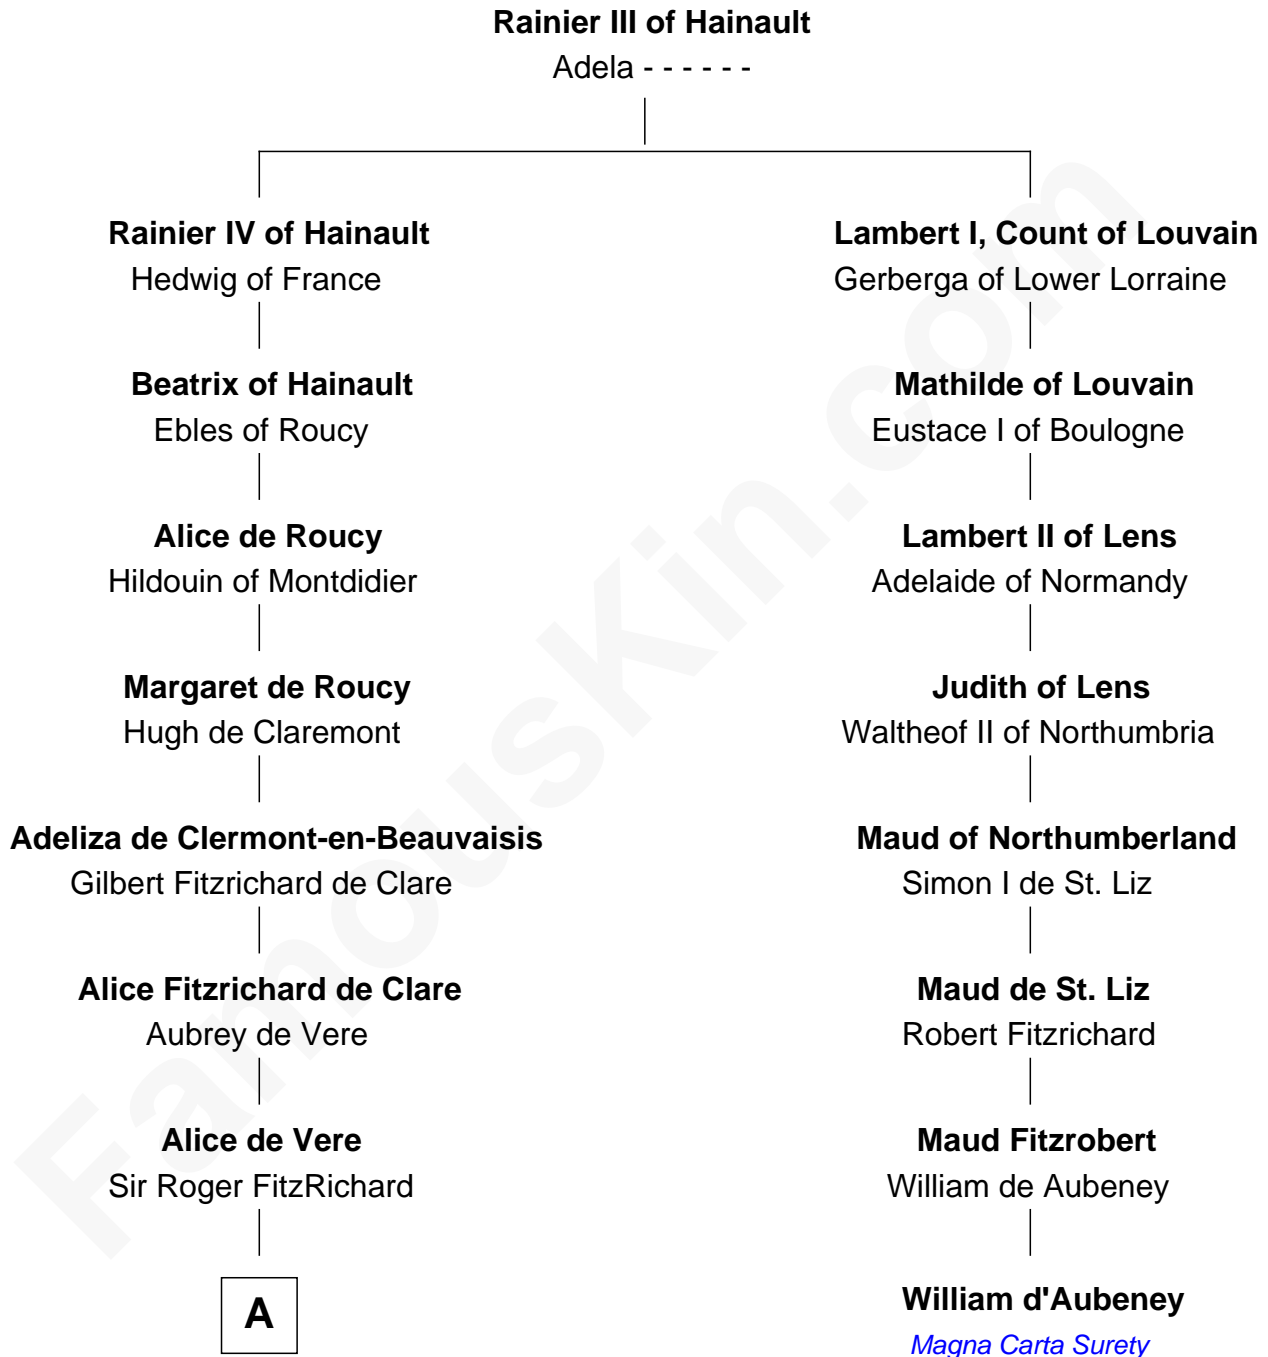 Rainier III of Hainault
Adela - - - - - -
Rainier IV of Hainault
Hedwig of France
Beatrix of Hainault
Ebles of Roucy
Alice de Roucy
Hildouin of Montdidier
Margaret de Roucy
Hugh de Claremont
Adeliza de Clermont-en-Beauvaisis
Gilbert Fitzrichard de Clare
Alice Fitzrichard de Clare
Aubrey de Vere
Alice de Vere
Sir Roger FitzRichard
A
Lambert I, Count of Louvain
Gerberga of Lower Lorraine
Mathilde of Louvain
Eustace I of Boulogne
Lambert II of Lens
Adelaide of Normandy
Judith of Lens
Waltheof II of Northumbria
Maud of Northumberland
Simon I de St. Liz
Maud de St. Liz
Robert Fitzrichard
Maud Fitzrobert
William de Aubeney
William d'Aubeney
Magna Carta Surety
FamousKin.com